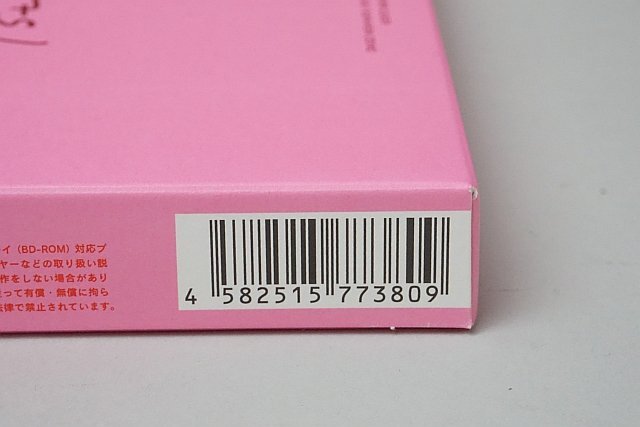 イ（BD-ROM）対応プ
ヤーなどの取り扱い説
作をしない場合があり
って有償・無償に拘ら
法律で禁止されています。
4 582515 773809